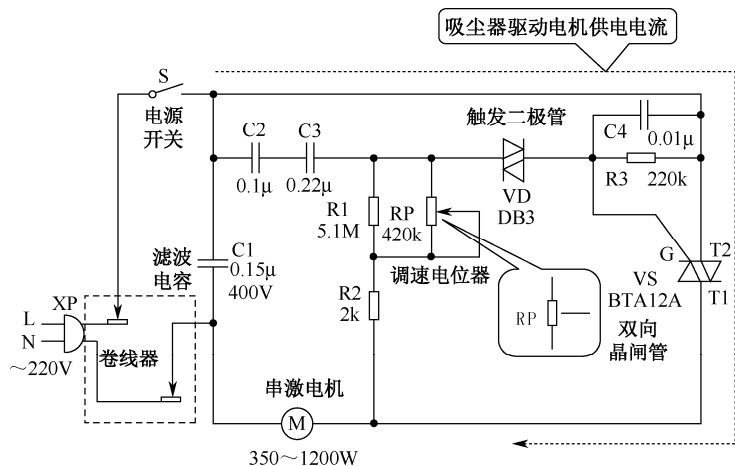 吸尘器驱动电机供电电流
S
电源
开关
C2
C3
0.1μ
0.22μ
触发二极管
VD
DB3
C4
0.01μ
R3
220k
R1
5.1M
RP
420k
调速电位器
R2
2k
滤波
电容
C1
0.15μ
400V
RP
G
T2
VS
BTA12A
T1
双向
晶闸管
XP
L
N
～220V
卷线器
串激电机
M
350～1200W